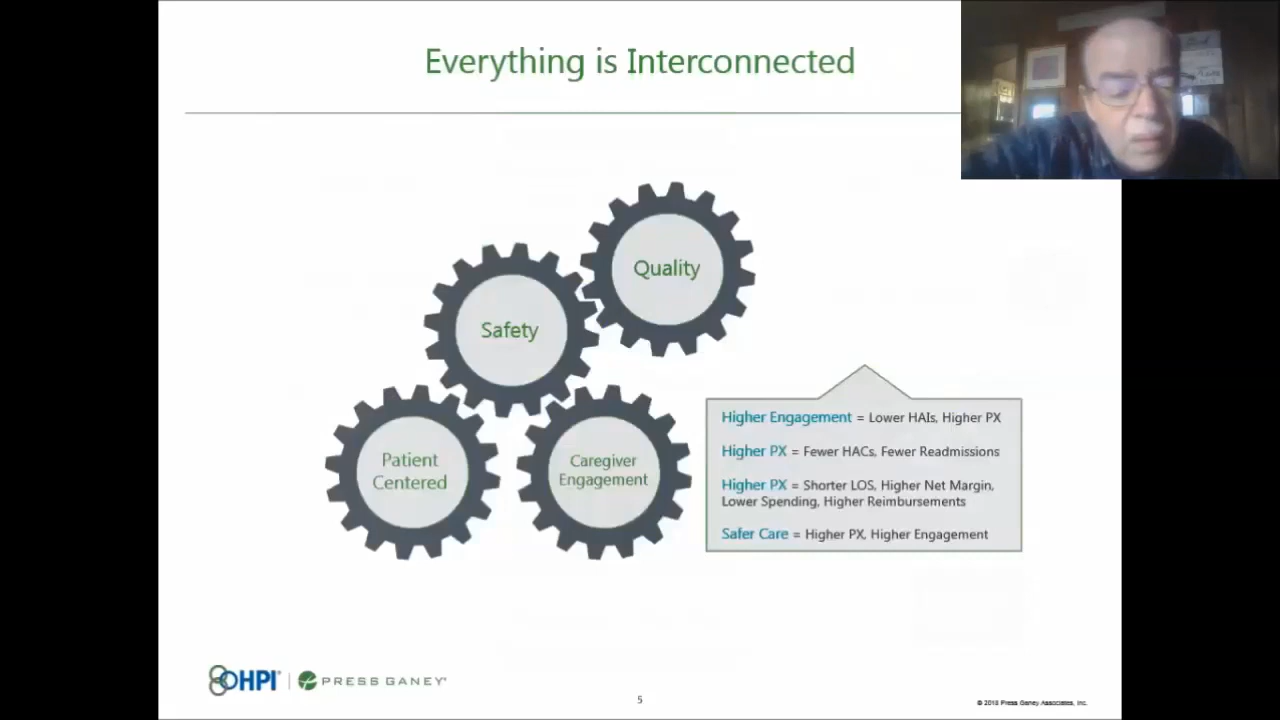 Everything is Interconnected
Quality
Safety
Patient
Centered
Caregiver
Engagement
Higher Engagement = Lower HAIs, Higher PX
Higher PX = Fewer HACs, Fewer Readmissions
Higher PX = Shorter LOS, Higher Net Margin,
Lower Spending, Higher Reimbursements
Safer Care = Higher PX, Higher Engagement
HPI | PRESS GANEY
5
Press Ganey Associates, Inc.